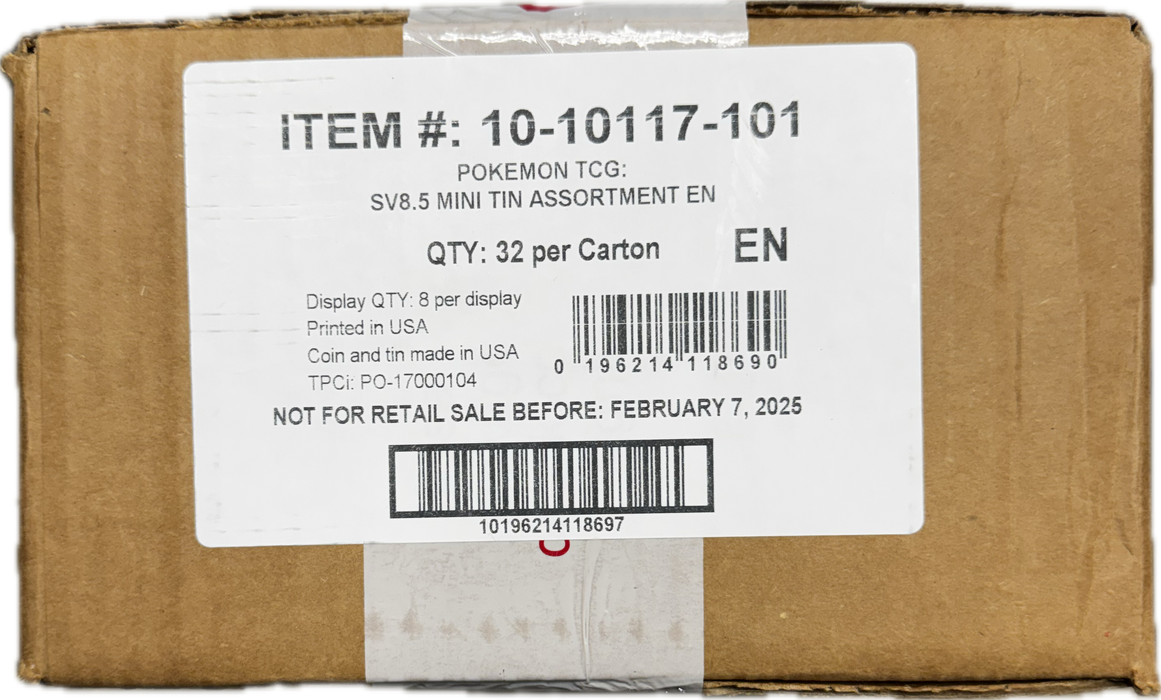 ITEM #: 10-10117-101
POKEMON TCG:
SV8.5 MINI TIN ASSORTMENT EN
QTY: 32 per Carton
EN
Display QTY: 8 per display
Printed in USA
Coin and tin made in USA
TPCi: PO-17000104
0 196214 118690
NOT FOR RETAIL SALE BEFORE: FEBRUARY 7, 2025
10196214118697